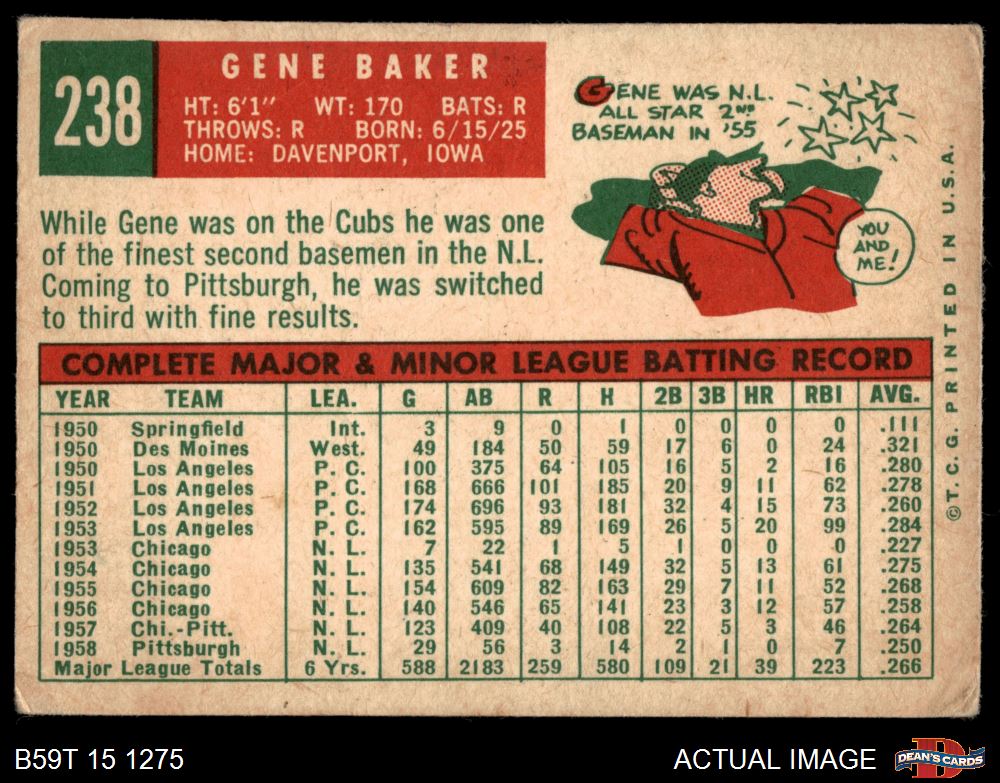 238
GENE BAKER
HT: 6'1" WT: 170 BATS: R
THROWS: R BORN: 6/15/25
HOME: DAVENPORT, IOWA
GENE WAS N.L.
ALL STAR 2ND
BASEMAN IN '55
YOU
AND
ME!
While Gene was on the Cubs he was one
of the finest second basemen in the N.L.
Coming to Pittsburgh, he was switched
to third with fine results.
COMPLETE MAJOR & MINOR LEAGUE BATTING RECORD
YEAR TEAM LEA. G AB R H 2B 3B HR RBI AVG.
1950 Springfield Int. 3 9 0 1 0 0 0 0 .111
1950 Des Moines West. 49 184 50 59 17 6 0 24 .321
1950 Los Angeles P. C. 100 375 64 105 16 5 2 16 .280
1951 Los Angeles P. C. 168 666 101 185 20 9 11 62 .278
1952 Los Angeles P. C. 174 696 93 181 32 4 15 73 .260
1953 Los Angeles P. C. 162 595 89 169 26 5 20 99 .284
1953 Chicago N. L. 7 22 1 5 1 0 0 0 .227
1954 Chicago N. L. 135 541 68 149 32 5 13 61 .275
1955 Chicago N. L. 154 609 82 163 29 7 11 52 .268
1956 Chicago N. L. 140 546 65 141 23 3 12 57 .258
1957 Chi.-Pitt. N. L. 123 409 40 108 22 5 3 46 .264
1958 Pittsburgh N. L. 29 56 3 14 2 1 0 7 .250
Major League Totals 6 Yrs. 588 2183 259 580 109 21 39 223 .266
©T.C.G. PRINTED IN U.S.A.
B59T 15 1275
ACTUAL IMAGE
D
DEAN'S CARDS